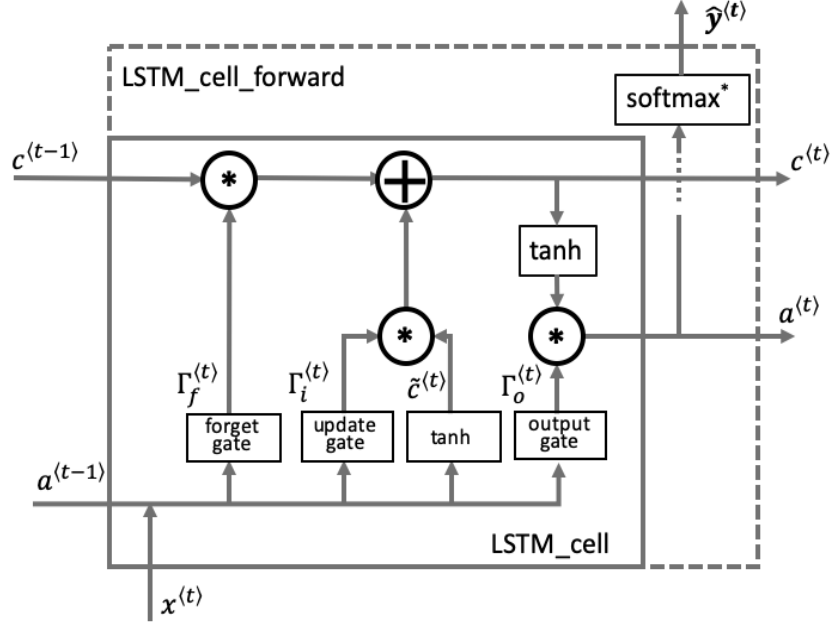 ŷ⟨t⟩
LSTM_cell_forward
softmax*
c⟨t−1⟩
c⟨t⟩
*
+
tanh
a⟨t⟩
*
*
Γf⟨t⟩
Γi⟨t⟩
c̃⟨t⟩
Γo⟨t⟩
forget
gate
update
gate
tanh
output
gate
a⟨t−1⟩
LSTM_cell
x⟨t⟩